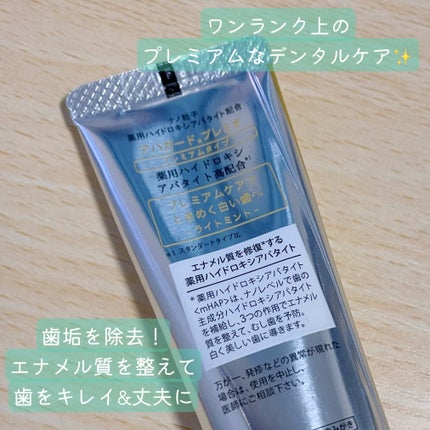 ワンランク上の
プレミアムなデンタルケア✨
ナノ粒子
薬用ハイドロキシアパタイト配合
プレミアムタイプ
薬用ハイドロキシ
アパタイト高配合*1
プレミアムケアで
ときめく白い歯へ
ライトミント
*1 スタンダードタイプ比
エナメル質を修復*する
薬用ハイドロキシアパタイト
*薬用ハイドロキシアパタイト
<mHAP>は、ナノレベルで歯の
主成分ハイドロキシアパタイト
を補給し、3つの作用でエナメル
質を整えて、むし歯を予防。
白く美しい歯に導きます。
万が一、発疹などの異常が現れた
場合は、使用を中止し、
医師にご相談下さい。
歯垢を除去！
エナメル質を整えて
歯をキレイ&丈夫に